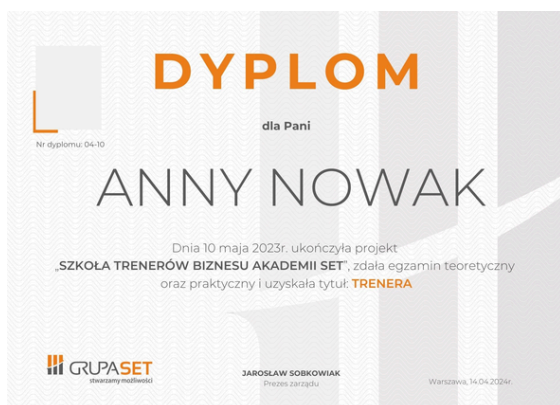 DYPLOM
dla Pani
Nr dyplomu: 04-10
ANNY NOWAK
Dnia 10 maja 2023r. ukończyła projekt
„SZKOŁA TRENERÓW BIZNESU AKADEMII SET”, zdała egzamin teoretyczny
oraz praktyczny i uzyskała tytuł: TRENERA
GRUPASET
stwarzamy możliwości
JAROSŁAW SOBKOWIAK
Prezes zarządu
Warszawa, 14.04.2024r.